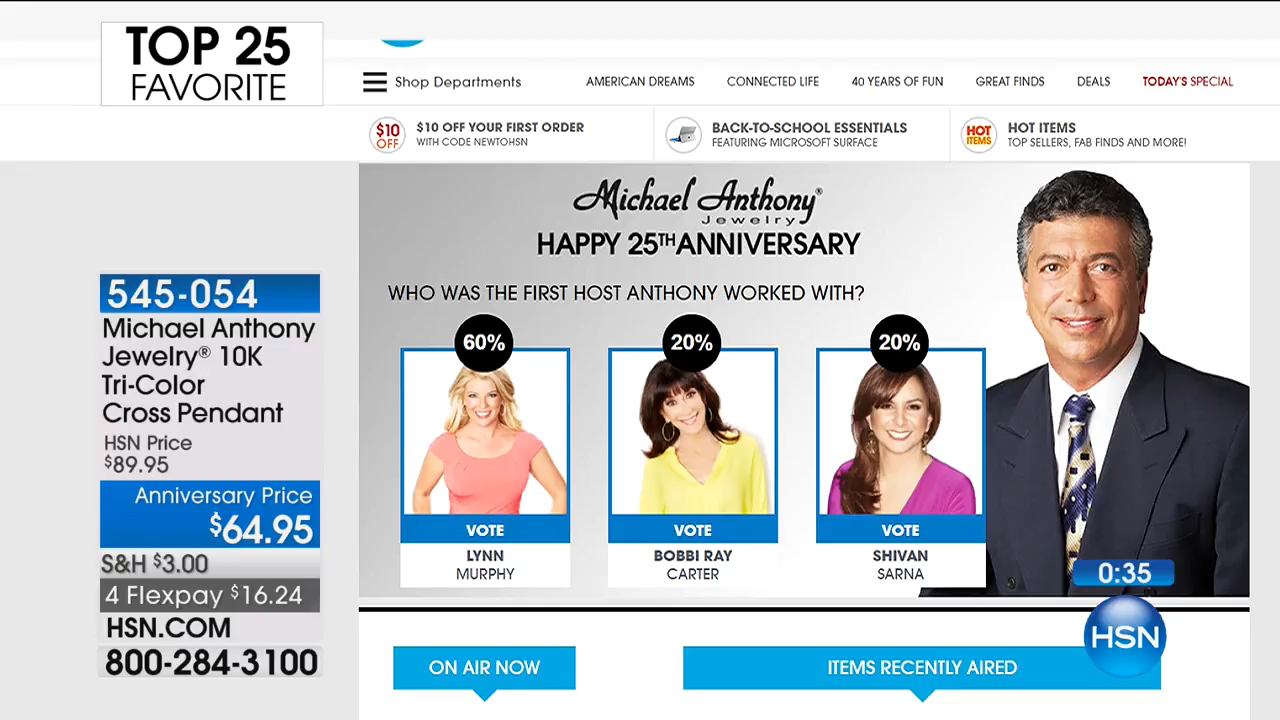 TOP 25
FAVORITE
Shop Departments
AMERICAN DREAMS
CONNECTED LIFE
40 YEARS OF FUN
GREAT FINDS
DEALS
TODAY'S SPECIAL
$10
OFF
$10 OFF YOUR FIRST ORDER
WITH CODE NEWTOHSN
BACK-TO-SCHOOL ESSENTIALS
FEATURING MICROSOFT SURFACE
HOT
ITEMS
HOT ITEMS
TOP SELLERS, FAB FINDS AND MORE!
Michael Anthony®
Jewelry
HAPPY 25TH ANNIVERSARY
WHO WAS THE FIRST HOST ANTHONY WORKED WITH?
60%
20%
20%
VOTE
VOTE
VOTE
LYNN
MURPHY
BOBBI RAY
CARTER
SHIVAN
SARNA
545-054
Michael Anthony
Jewelry® 10K
Tri-Color
Cross Pendant
HSN Price
$89.95
Anniversary Price
$64.95
S&H $3.00
4 Flexpay $16.24
HSN.COM
800-284-3100
0:35
HSN
ON AIR NOW
ITEMS RECENTLY AIRED